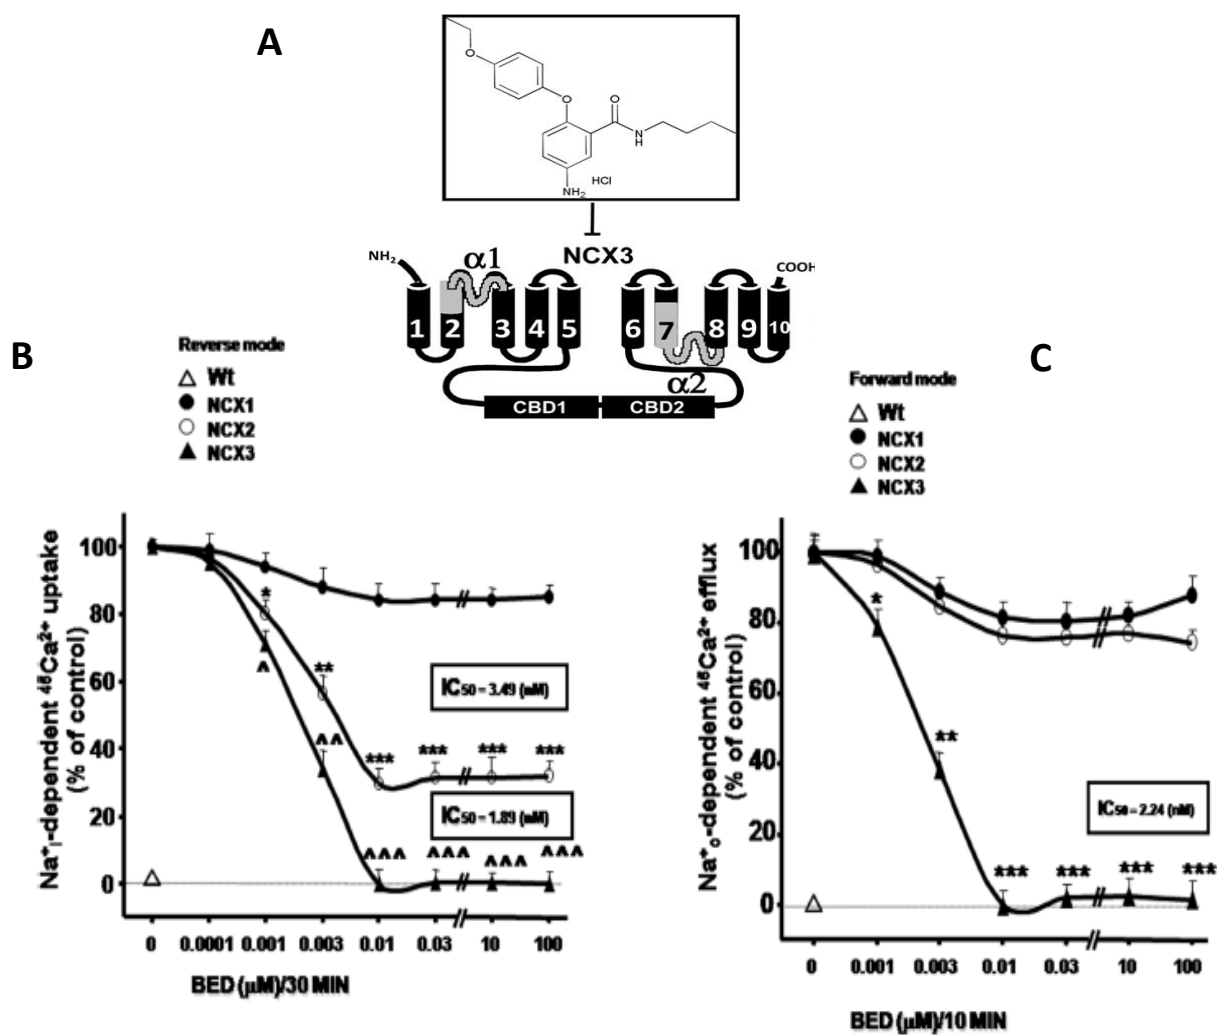 A
O
O
O
N
H
NH₂
HCl
NCX3
NH₂
α1
COOH
1 2 3 4 5 6 7 8 9 10
α2
CBD1 CBD2
B
Reverse mode
Wt
NCX1
NCX2
NCX3
C
Forward mode
Wt
NCX1
NCX2
NCX3
Na⁺ᵢ-dependent ⁴⁵Ca²⁺ uptake
(% of control)
100
80
60
40
20
0
*
^
**
^^
*** *** *** ***
^^^ ^^^ ^^^ ^^^
IC₅₀ = 3.49 (nM)
IC₅₀ = 1.89 (nM)
0 0.0001 0.001 0.003 0.01 0.03 // 10 100
BED (μM)/30 MIN
Na⁺ₒ-dependent ⁴⁵Ca²⁺ efflux
(% of control)
100
80
60
40
20
0
*
**
*** *** *** ***
IC₅₀ = 2.24 (nM)
0 0.001 0.003 0.01 0.03 // 10 100
BED (μM)/10 MIN